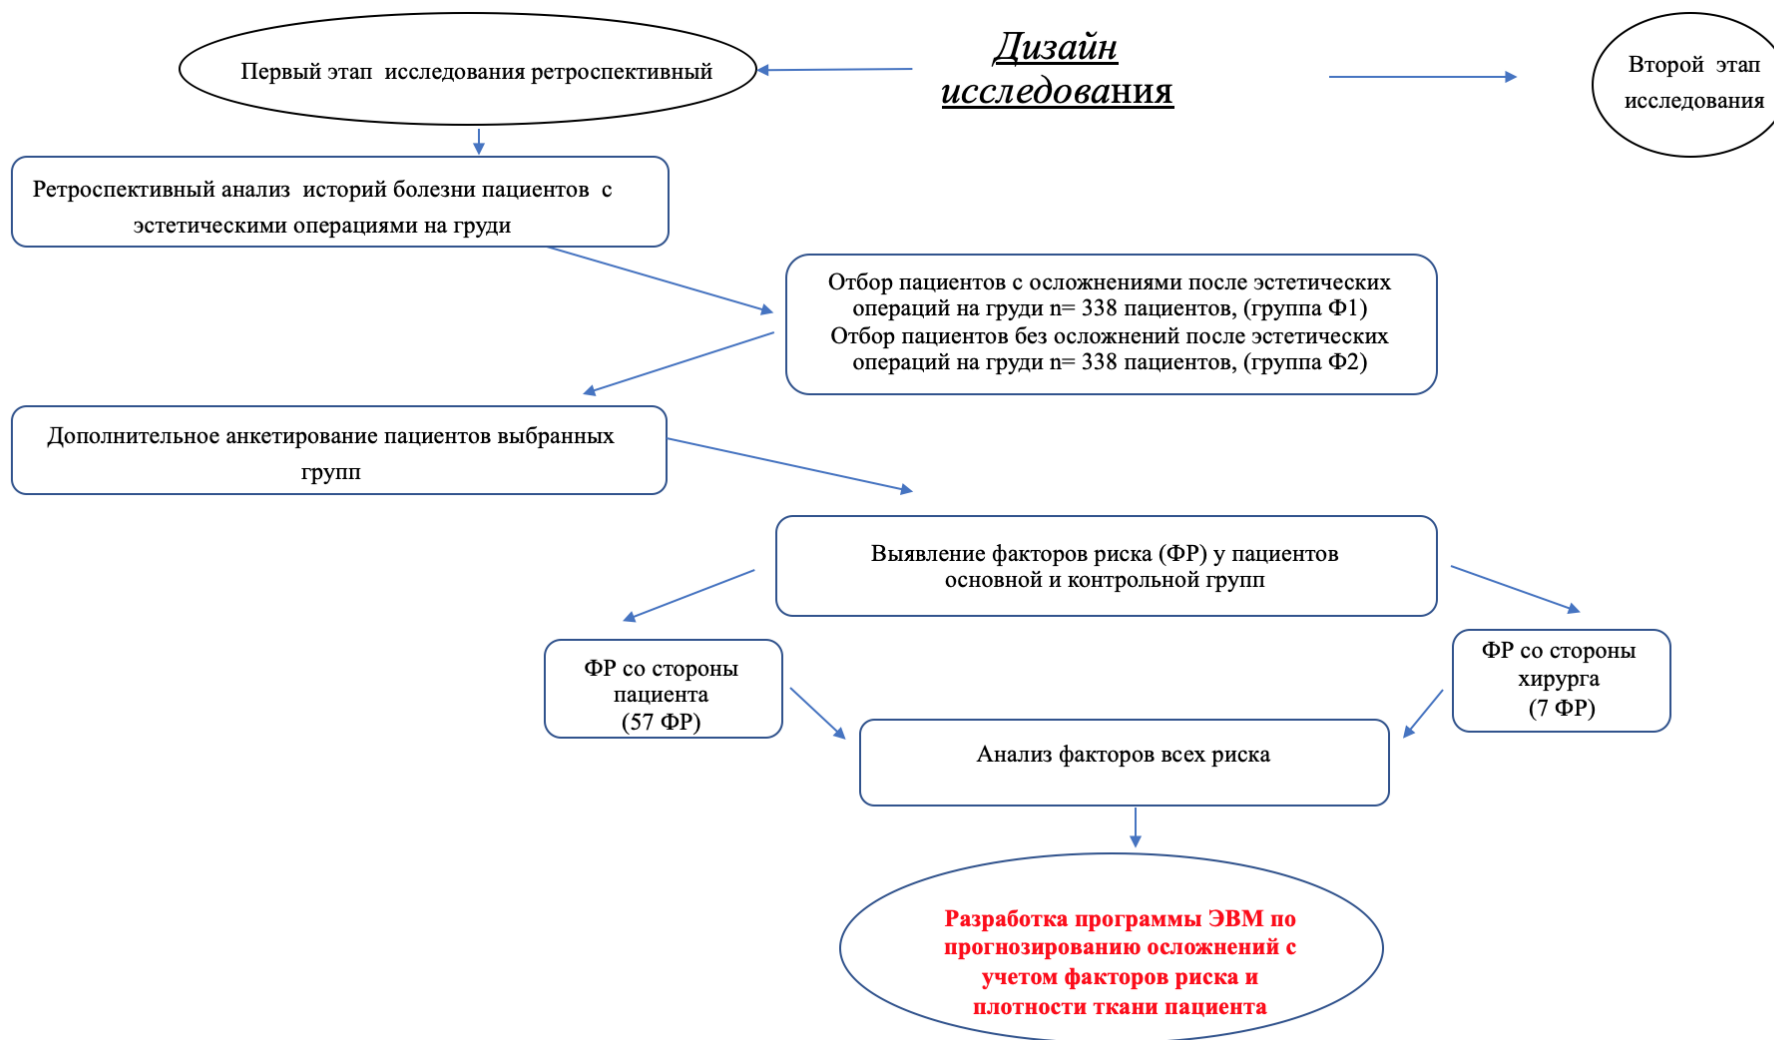 Первый этап исследования ретроспективный
Дизайн
исследования
Второй этап
исследования
Ретроспективный анализ историй болезни пациентов с
эстетическими операциями на груди
Отбор пациентов с осложнениями после эстетических
операций на груди n= 338 пациентов, (группа Ф1)
Отбор пациентов без осложнений после эстетических
операций на груди n= 338 пациентов, (группа Ф2)
Дополнительное анкетирование пациентов выбранных
групп
Выявление факторов риска (ФР) у пациентов
основной и контрольной групп
ФР со стороны
пациента
(57 ФР)
ФР со стороны
хирурга
(7 ФР)
Анализ факторов всех риска
Разработка программы ЭВМ по
прогнозированию осложнений с
учетом факторов риска и
плотности ткани пациента